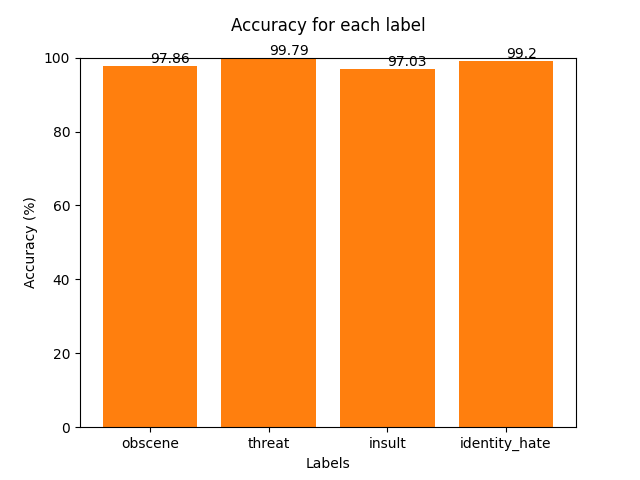 Accuracy for each label
97.86
99.79
97.03
99.2
100
80
60
40
20
0
Accuracy (%)
obscene
threat
insult
identity_hate
Labels